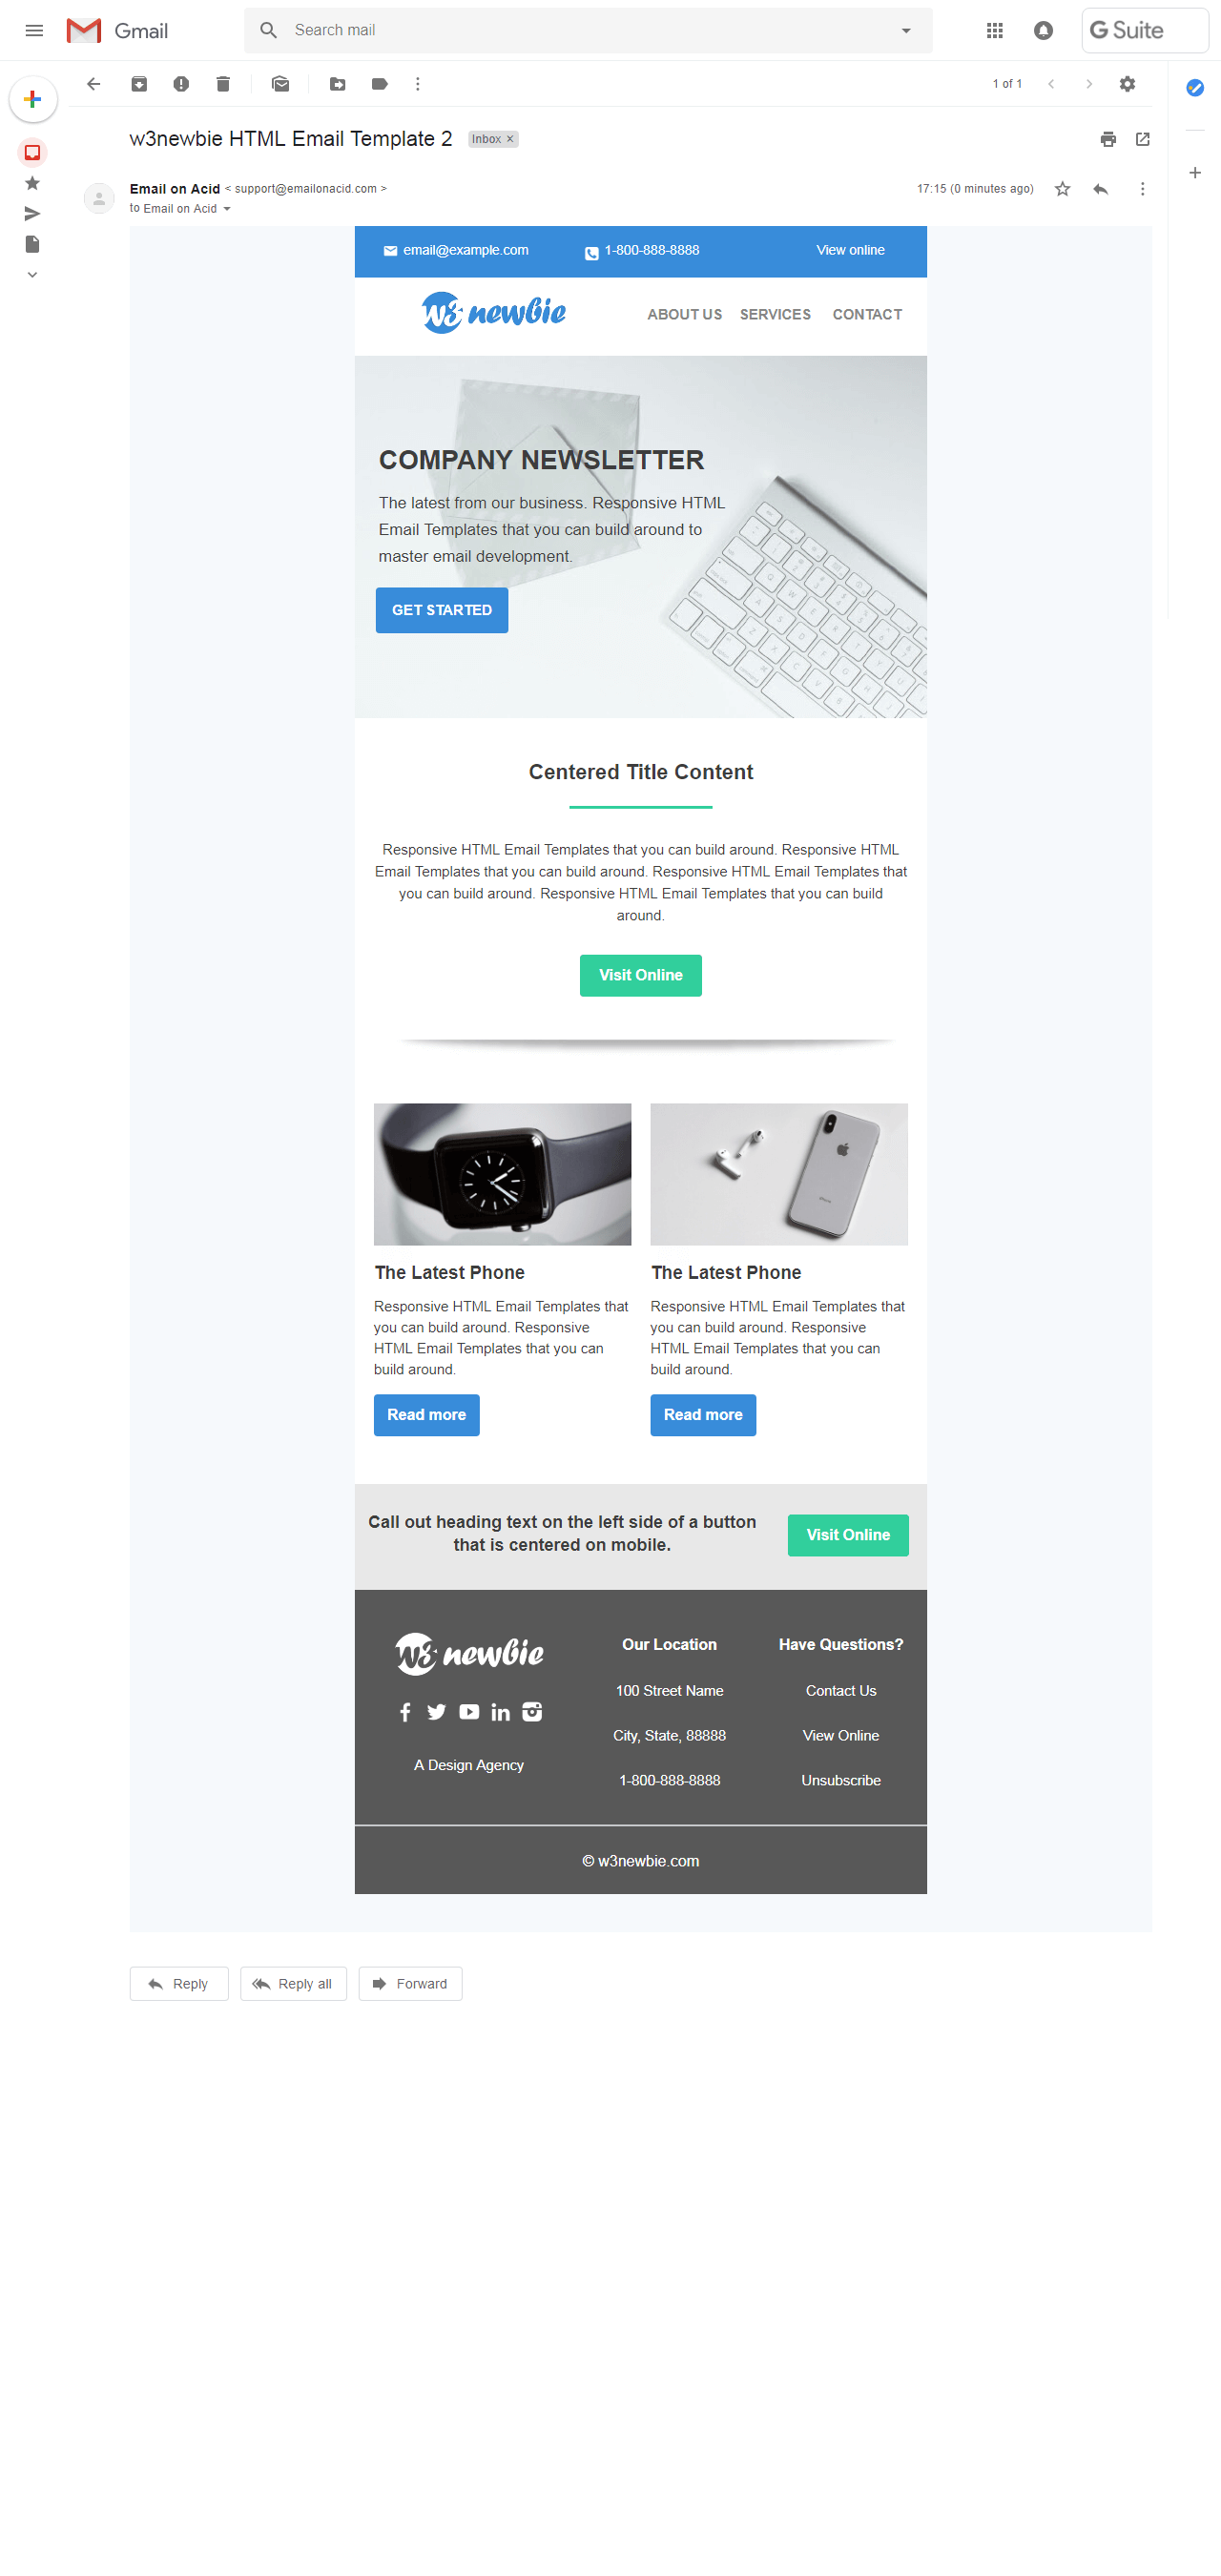 Gmail
Search mail
G Suite
1 of 1
w3newbie HTML Email Template 2
Inbox ×
Email on Acid < support@emailonacid.com >
17:15 (0 minutes ago)
to Email on Acid
email@example.com
1-800-888-8888
View online
w3 newbie
ABOUT US
SERVICES
CONTACT
COMPANY NEWSLETTER
The latest from our business. Responsive HTML
Email Templates that you can build around to
master email development.
GET STARTED
Centered Title Content
Responsive HTML Email Templates that you can build around. Responsive HTML
Email Templates that you can build around. Responsive HTML Email Templates that
you can build around. Responsive HTML Email Templates that you can build
around.
Visit Online
The Latest Phone
Responsive HTML Email Templates that
you can build around. Responsive
HTML Email Templates that you can
build around.
Read more
iPhone
The Latest Phone
Responsive HTML Email Templates that
you can build around. Responsive
HTML Email Templates that you can
build around.
Read more
Call out heading text on the left side of a button
that is centered on mobile.
Visit Online
w3 newbie
A Design Agency
Our Location
100 Street Name
City, State, 88888
1-800-888-8888
Have Questions?
Contact Us
View Online
Unsubscribe
© w3newbie.com
Reply
Reply all
Forward